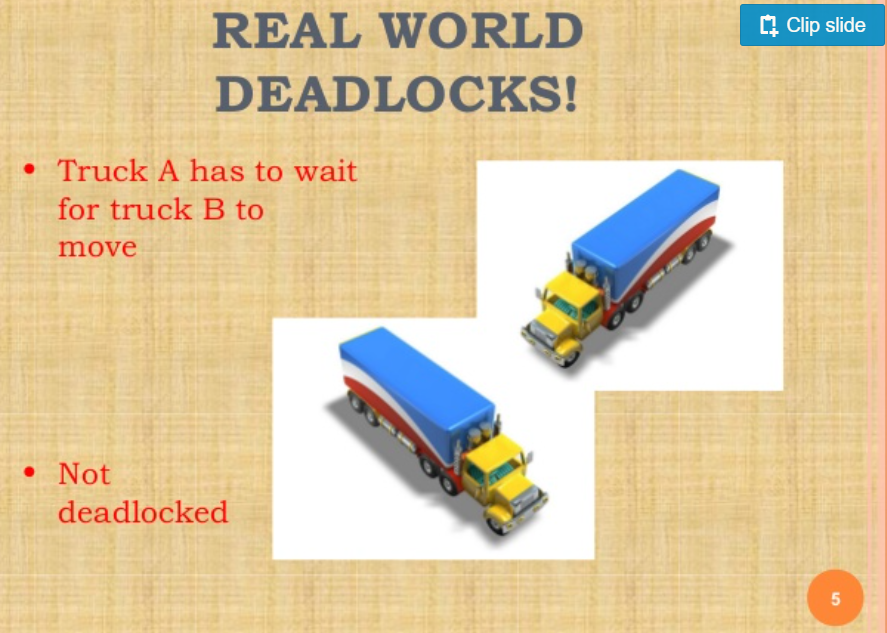 REAL WORLD
DEADLOCKS!
Clip slide
• Truck A has to wait
for truck B to
move
• Not
deadlocked
5